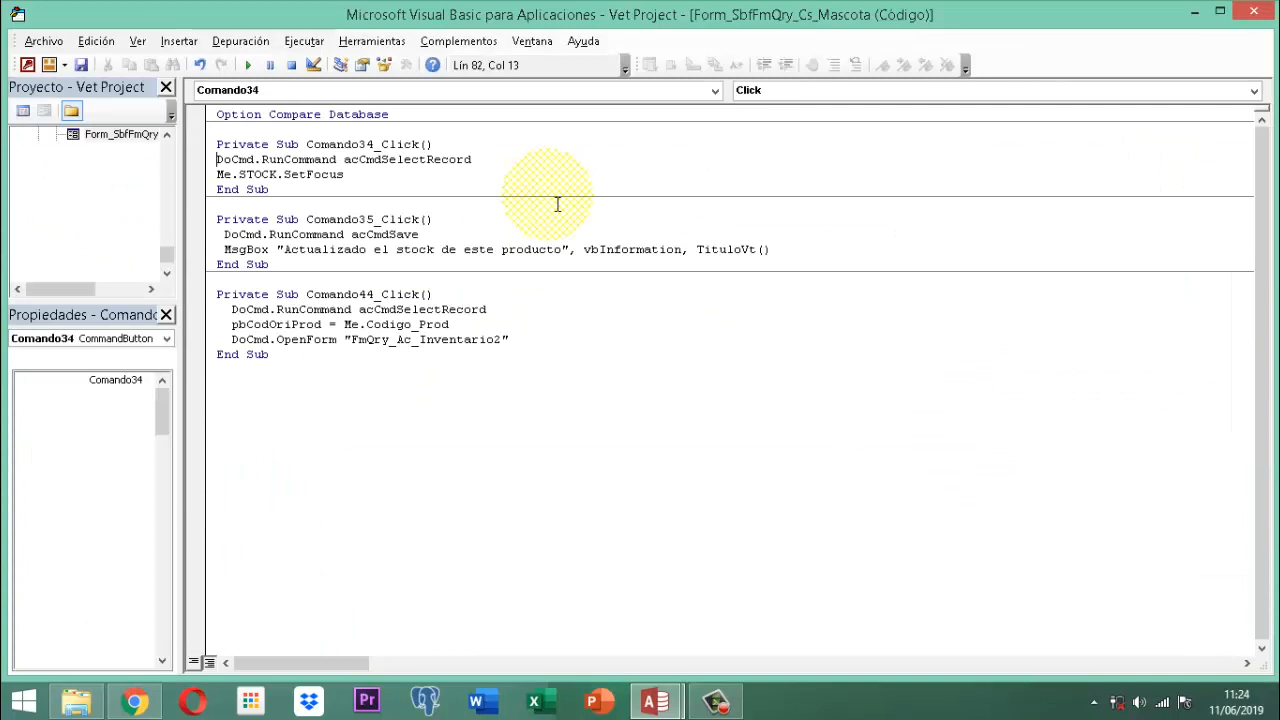 Microsoft Visual Basic para Aplicaciones - Vet Project - [Form_SbfFmQry_Cs_Mascota (Código)]
Archivo Edición Ver Insertar Depuración Ejecutar Herramientas Complementos Ventana Ayuda
Lín 82, Col 13
Proyecto - Vet Project
Comando34
Click
Form_SbfFmQry
Option Compare Database
Private Sub Comando34_Click()
DoCmd.RunCommand acCmdSelectRecord
Me.STOCK.SetFocus
End Sub
Private Sub Comando35_Click()
DoCmd.RunCommand acCmdSave
MsgBox "Actualizado el stock de este producto", vbInformation, TituloVt()
End Sub
Private Sub Comando44_Click()
DoCmd.RunCommand acCmdSelectRecord
pbCodOriProd = Me.Codigo_Prod
DoCmd.OpenForm "FmQry_Ac_Inventario2"
End Sub
Propiedades - Comando
Comando34 CommandButton
Comando34
Pr
11:24
11/06/2019